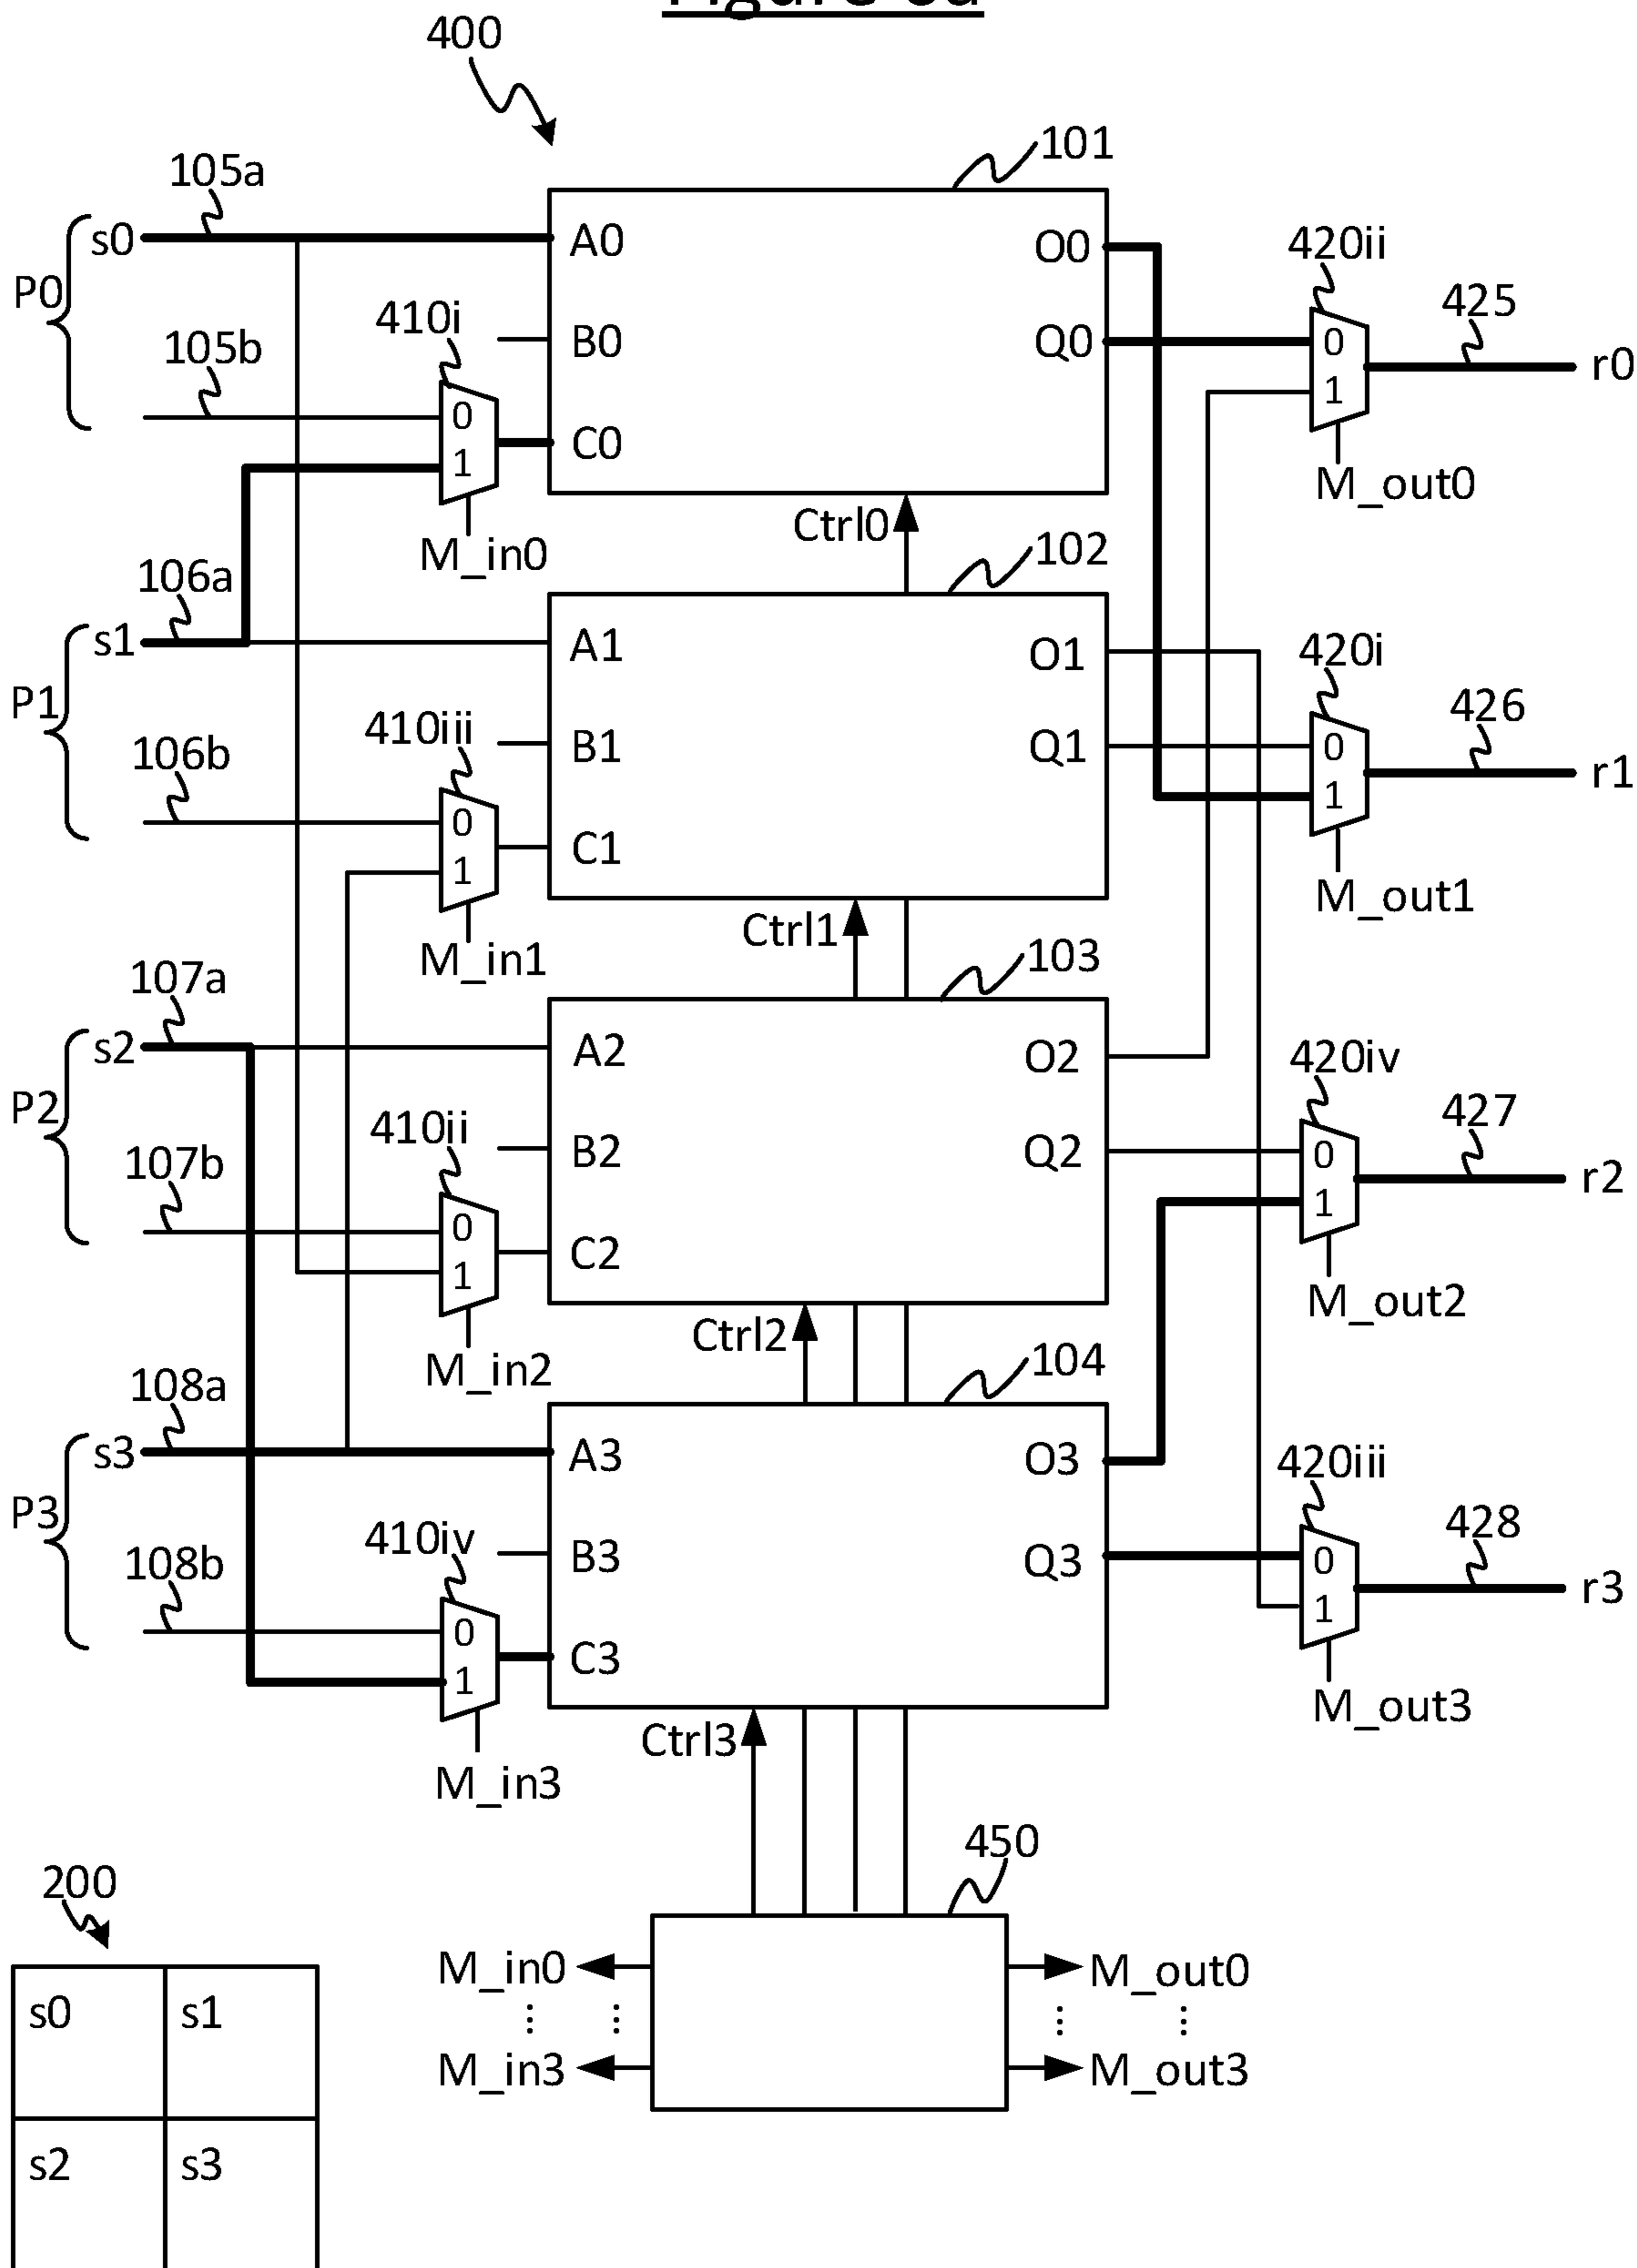 400
101
105a
s0
A0
O0
420ii
P0
410i
425
0
r0
105b
B0
Q0
1
0
C0
1
M_out0
Ctrl0
M_in0
102
106a
s1
A1
O1
420i
P1
410iii
426
0
r1
106b
B1
Q1
1
0
C1
1
M_out1
Ctrl1
M_in1
103
107a
s2
A2
O2
420iv
P2
410ii
427
0
r2
107b
B2
Q2
1
0
C2
1
M_out2
Ctrl2
M_in2
104
108a
s3
A3
O3
420iii
P3
410iv
428
0
r3
108b
B3
Q3
1
0
C3
1
M_out3
Ctrl3
M_in3
450
200
M_in0
M_out0
s0 s1
M_in3
M_out3
s2 s3